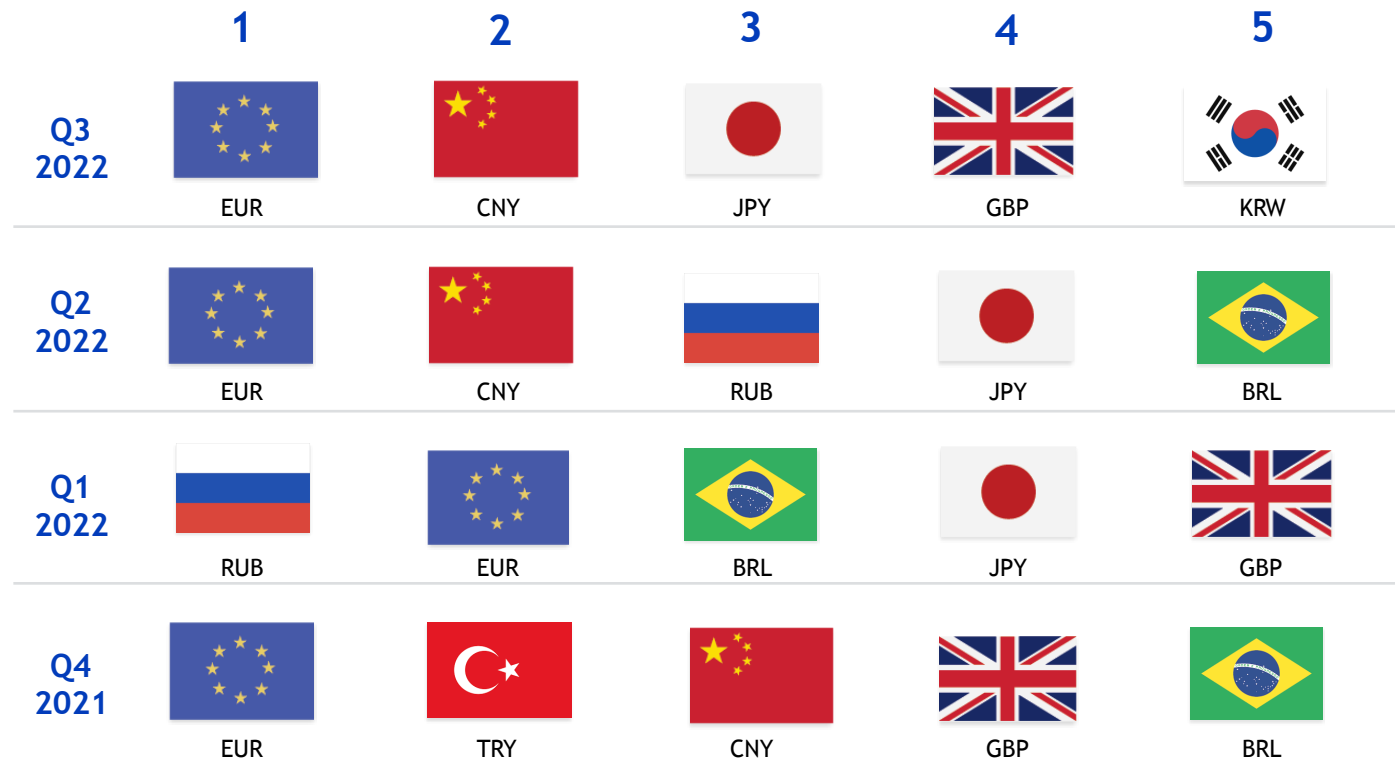 1 2 3 4 5
Q3
2022
EUR CNY JPY GBP KRW
Q2
2022
EUR CNY RUB JPY BRL
Q1
2022
RUB EUR BRL JPY GBP
Q4
2021
EUR TRY CNY GBP BRL